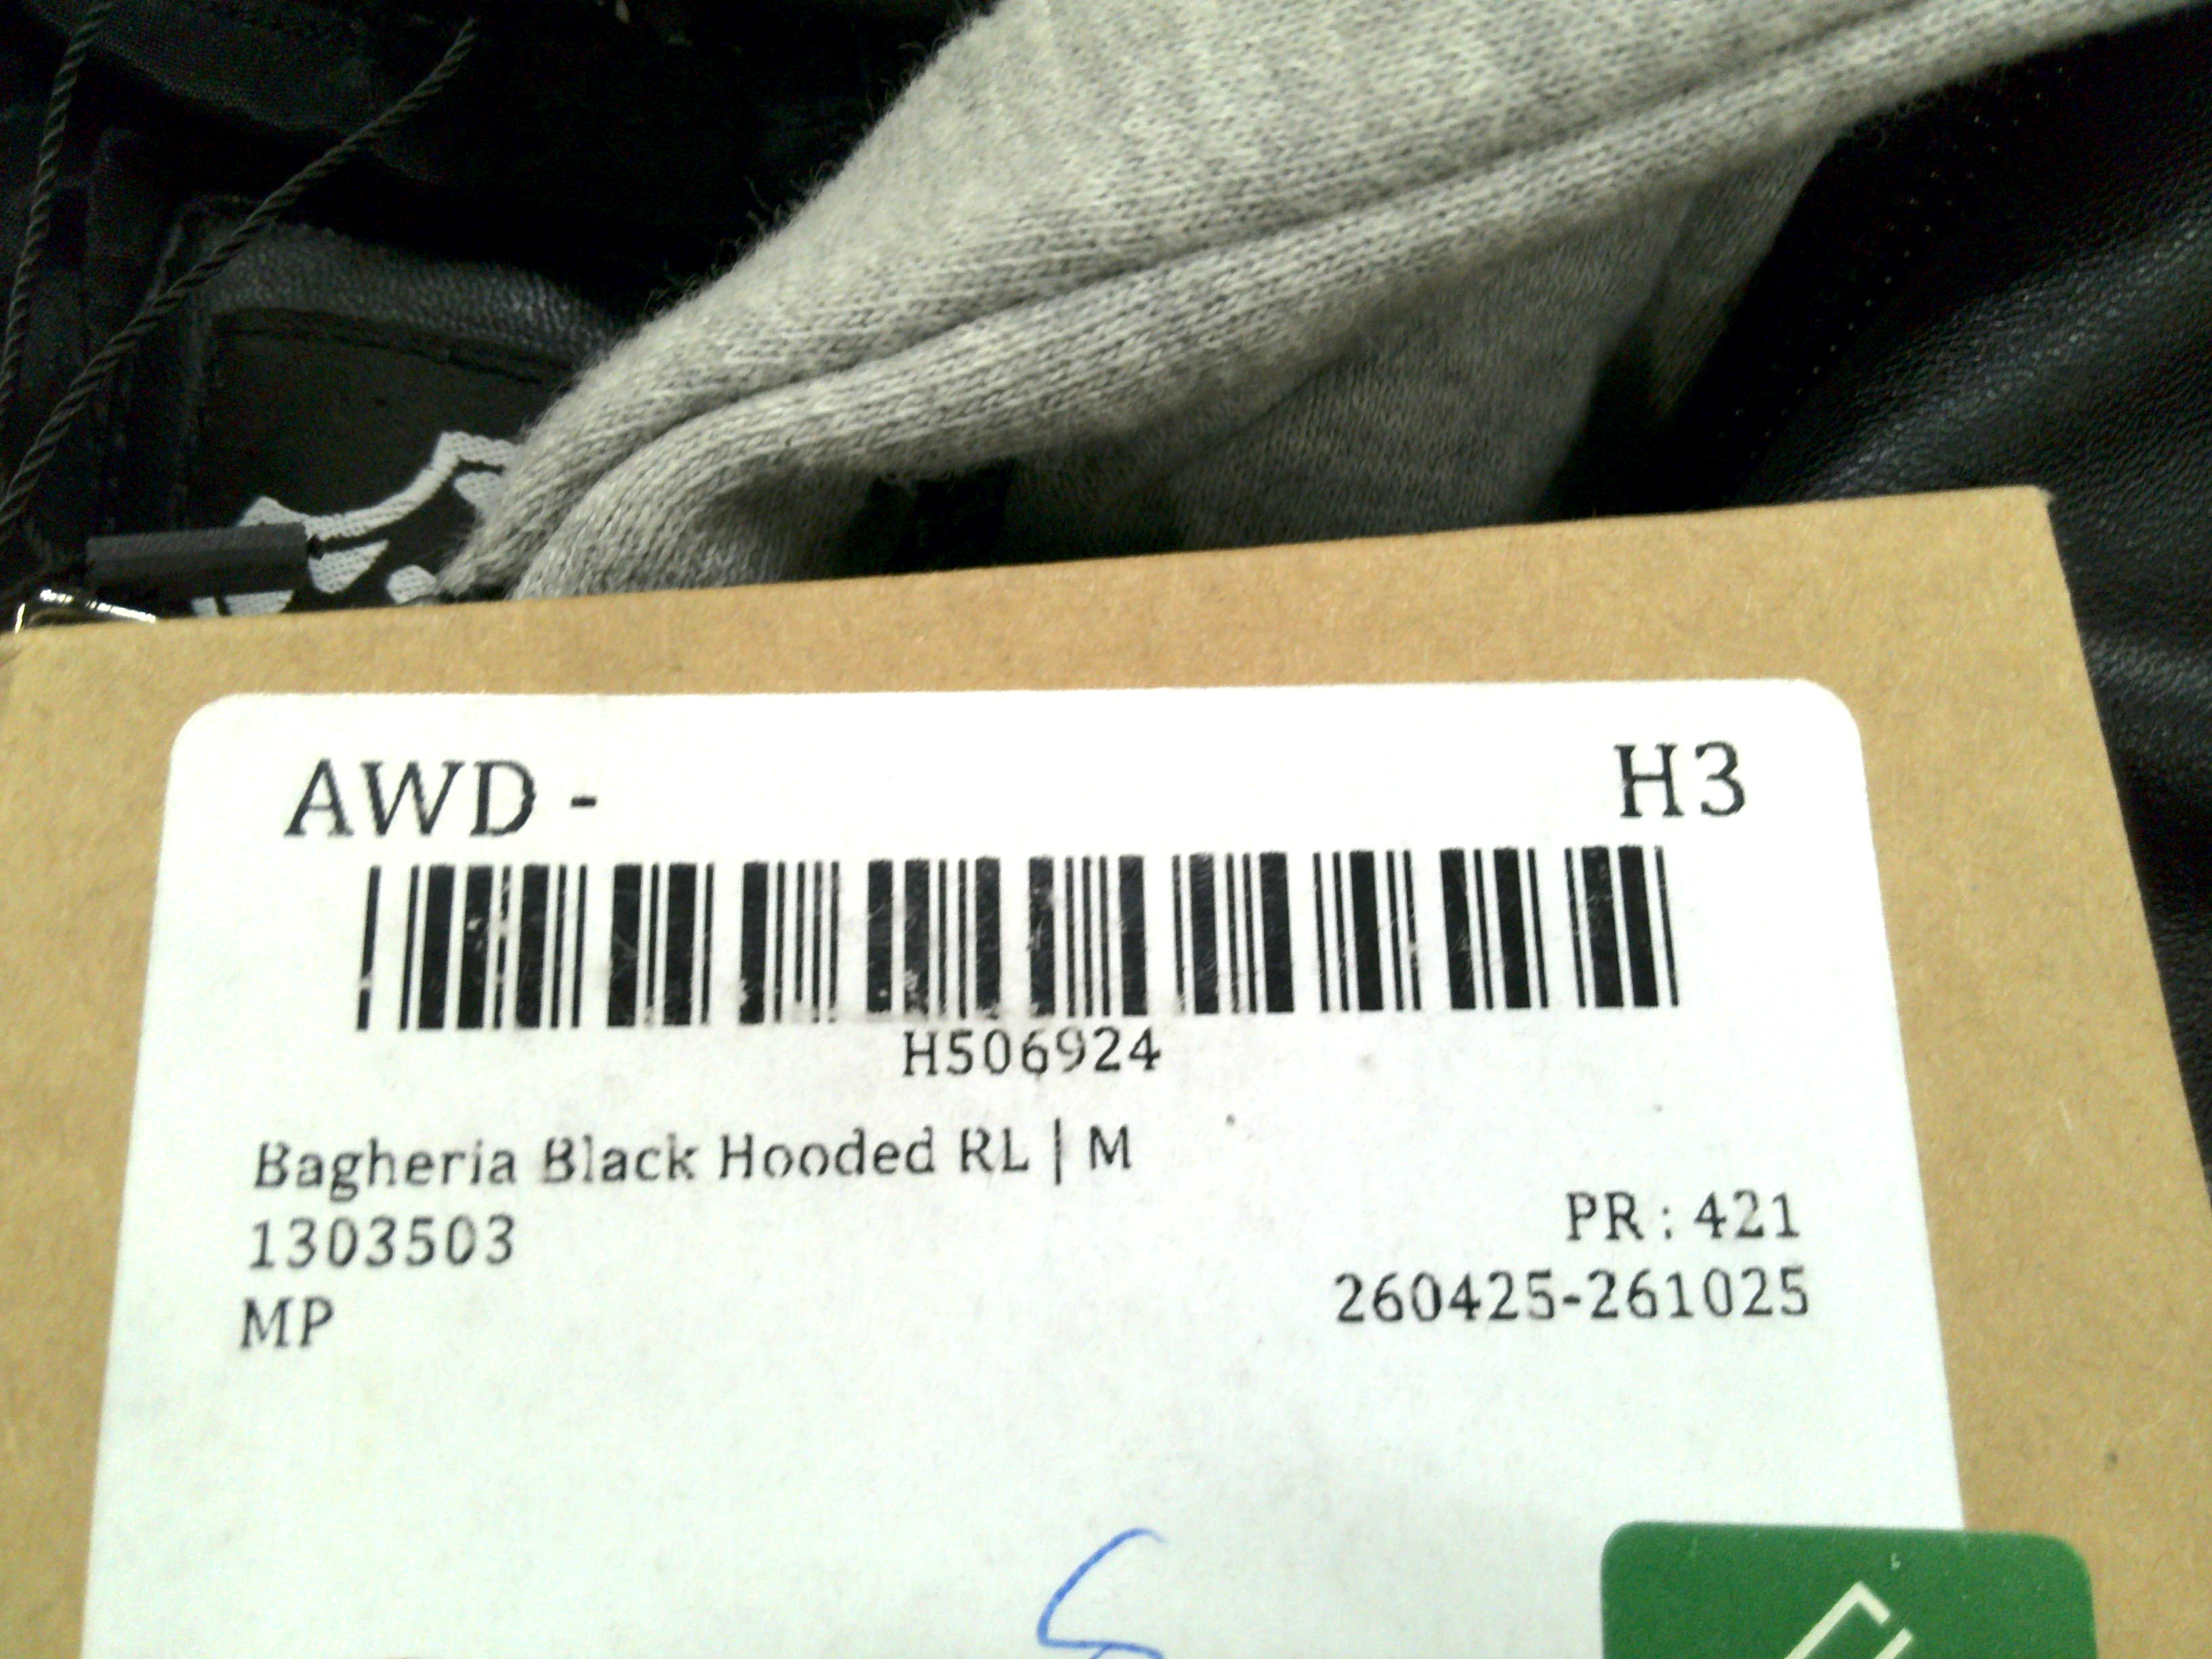 AWD - H3
H506924
Bagheria Black Hooded RL | M
1303503
PR : 421
MP
260425-261025